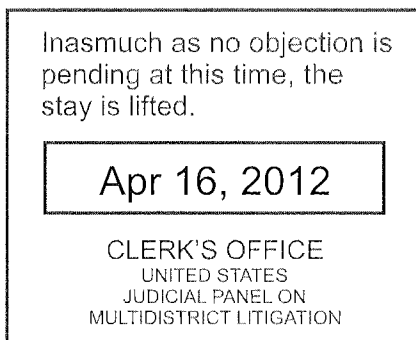 Inasmuch as no objection is
pending at this time, the
stay is lifted.
Apr 16, 2012
CLERK'S OFFICE
UNITED STATES
JUDICIAL PANEL ON
MULTIDISTRICT LITIGATION